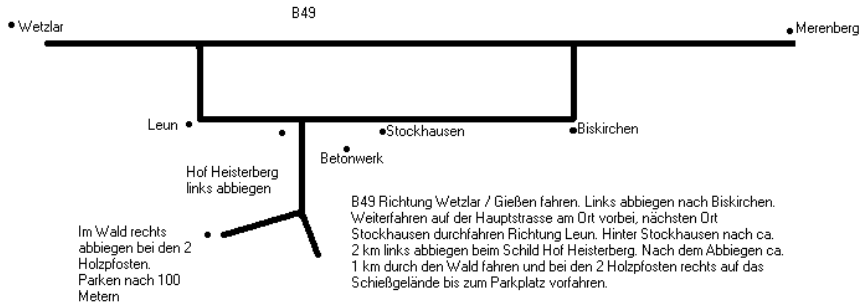 B49
Wetzlar
Merenberg
Leun
Stockhausen
Biskirchen
Betonwerk
Hof Heisterberg
links abbiegen
Im Wald rechts
abbiegen bei den 2
Holzpfosten.
Parken nach 100
Metern
B49 Richtung Wetzlar / Gießen fahren. Links abbiegen nach Biskirchen.
Weiterfahren auf der Hauptstrasse am Ort vorbei, nächsten Ort
Stockhausen durchfahren Richtung Leun. Hinter Stockhausen nach ca.
2 km links abbiegen beim Schild Hof Heisterberg. Nach dem Abbiegen ca.
1 km durch den Wald fahren und bei den 2 Holzpfosten rechts auf das
Schießgelände bis zum Parkplatz vorfahren.